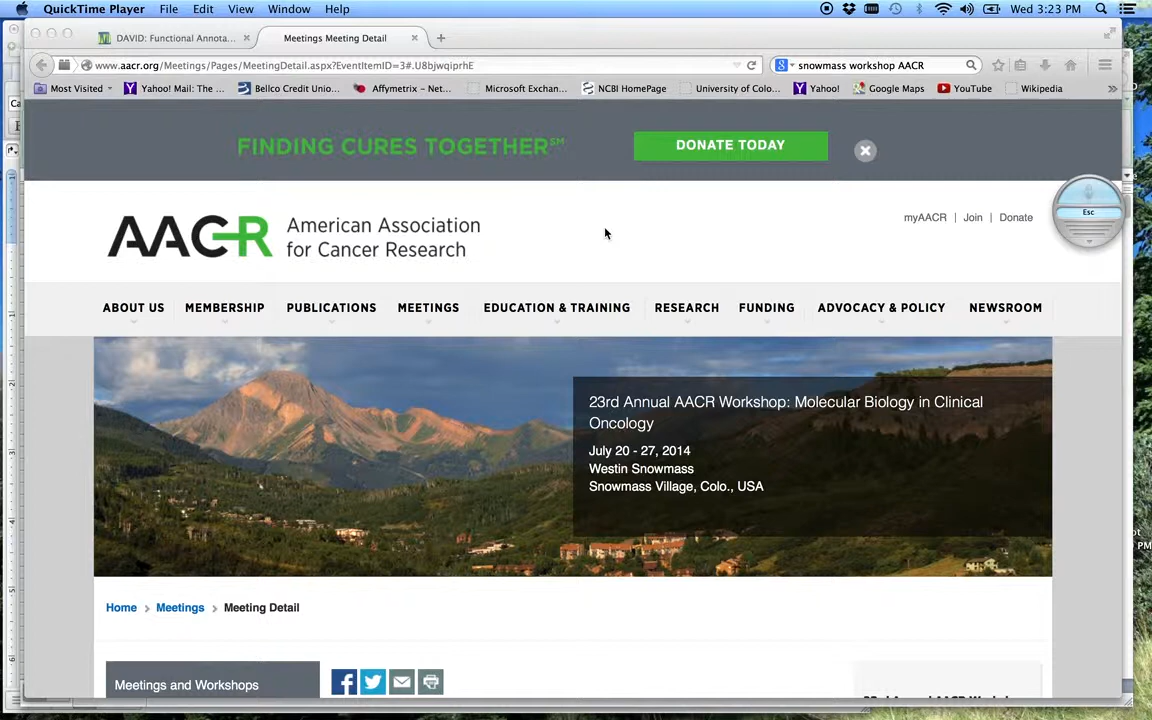 QuickTime Player File Edit View Window Help Wed 3:23 PM
DAVID: Functional Annota... Meetings Meeting Detail
www.aacr.org/Meetings/Pages/MeetingDetail.aspx?EventItemID=3#.U8bjwqiprhE snowmass workshop AACR
Most Visited Yahoo! Mail: The ... Bellco Credit Unio... Affymetrix – Net... Microsoft Exchan... NCBI HomePage University of Colo... Yahoo! Google Maps YouTube Wikipedia
FINDING CURES TOGETHER℠ DONATE TODAY
myAACR | Join | Donate
Esc
AACR American Association
for Cancer Research
ABOUT US MEMBERSHIP PUBLICATIONS MEETINGS EDUCATION & TRAINING RESEARCH FUNDING ADVOCACY & POLICY NEWSROOM
23rd Annual AACR Workshop: Molecular Biology in Clinical
Oncology
July 20 - 27, 2014
Westin Snowmass
Snowmass Village, Colo., USA
Home > Meetings > Meeting Detail
Meetings and Workshops